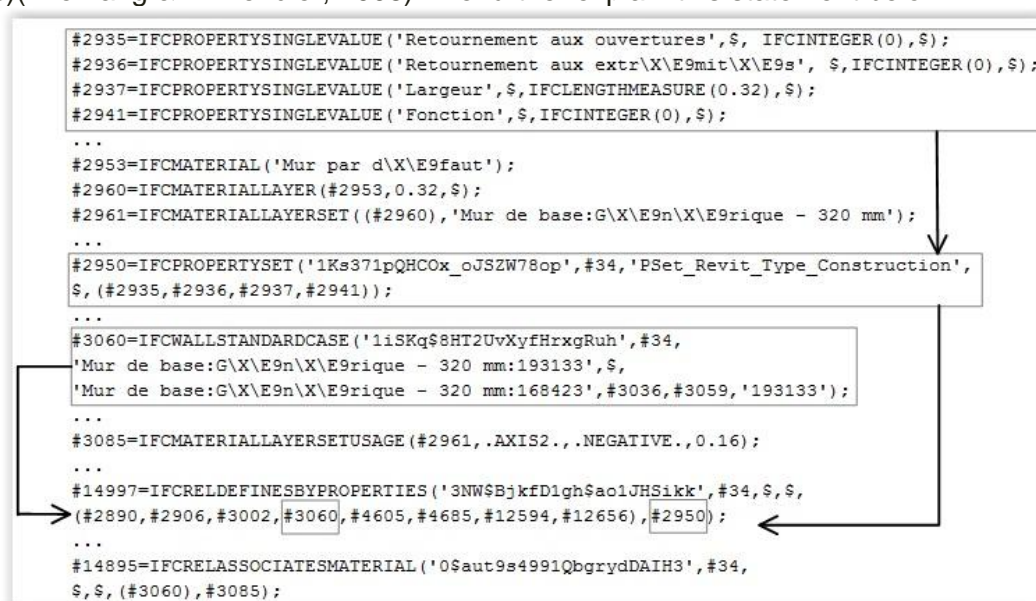 #2935=IFCPROPERTYSINGLEVALUE('Retournement aux ouvertures',$, IFCINTEGER(0),$);
#2936=IFCPROPERTYSINGLEVALUE('Retournement aux extr\X\E9mit\X\E9s', $,IFCINTEGER(0),$);
#2937=IFCPROPERTYSINGLEVALUE('Largeur',$,IFCLENGTHMEASURE(0.32),$);
#2941=IFCPROPERTYSINGLEVALUE('Fonction',$,IFCINTEGER(0),$);
...
#2953=IFCMATERIAL('Mur par d\X\E9faut');
#2960=IFCMATERIALLAYER(#2953,0.32,$);
#2961=IFCMATERIALLAYERSET((#2960),'Mur de base:G\X\E9n\X\E9rique - 320 mm');
...
#2950=IFCPROPERTYSET('1Ks371pQHCOx_oJSZW78op',#34,'PSet_Revit_Type_Construction',
$,(#2935,#2936,#2937,#2941));
...
#3060=IFCWALLSTANDARDCASE('1iSKq$8HT2UvXyfHrxgRuh',#34,
'Mur de base:G\X\E9n\X\E9rique - 320 mm:193133',$,
'Mur de base:G\X\E9n\X\E9rique - 320 mm:168423',#3036,#3059,'193133');
...
#3085=IFCMATERIALLAYERSETUSAGE(#2961,.AXIS2.,.NEGATIVE.,0.16);
...
#14997=IFCRELDEFINESBYPROPERTIES('3NW$BjkfD1gh$ao1JHSikk',#34,$,$,
(#2890,#2906,#3002,#3060,#4605,#4685,#12594,#12656),#2950);
...
#14895=IFCRELASSOCIATESMATERIAL('0$aut9s4991QbgrydDAIH3',#34,
$,$,(#3060),#3085);